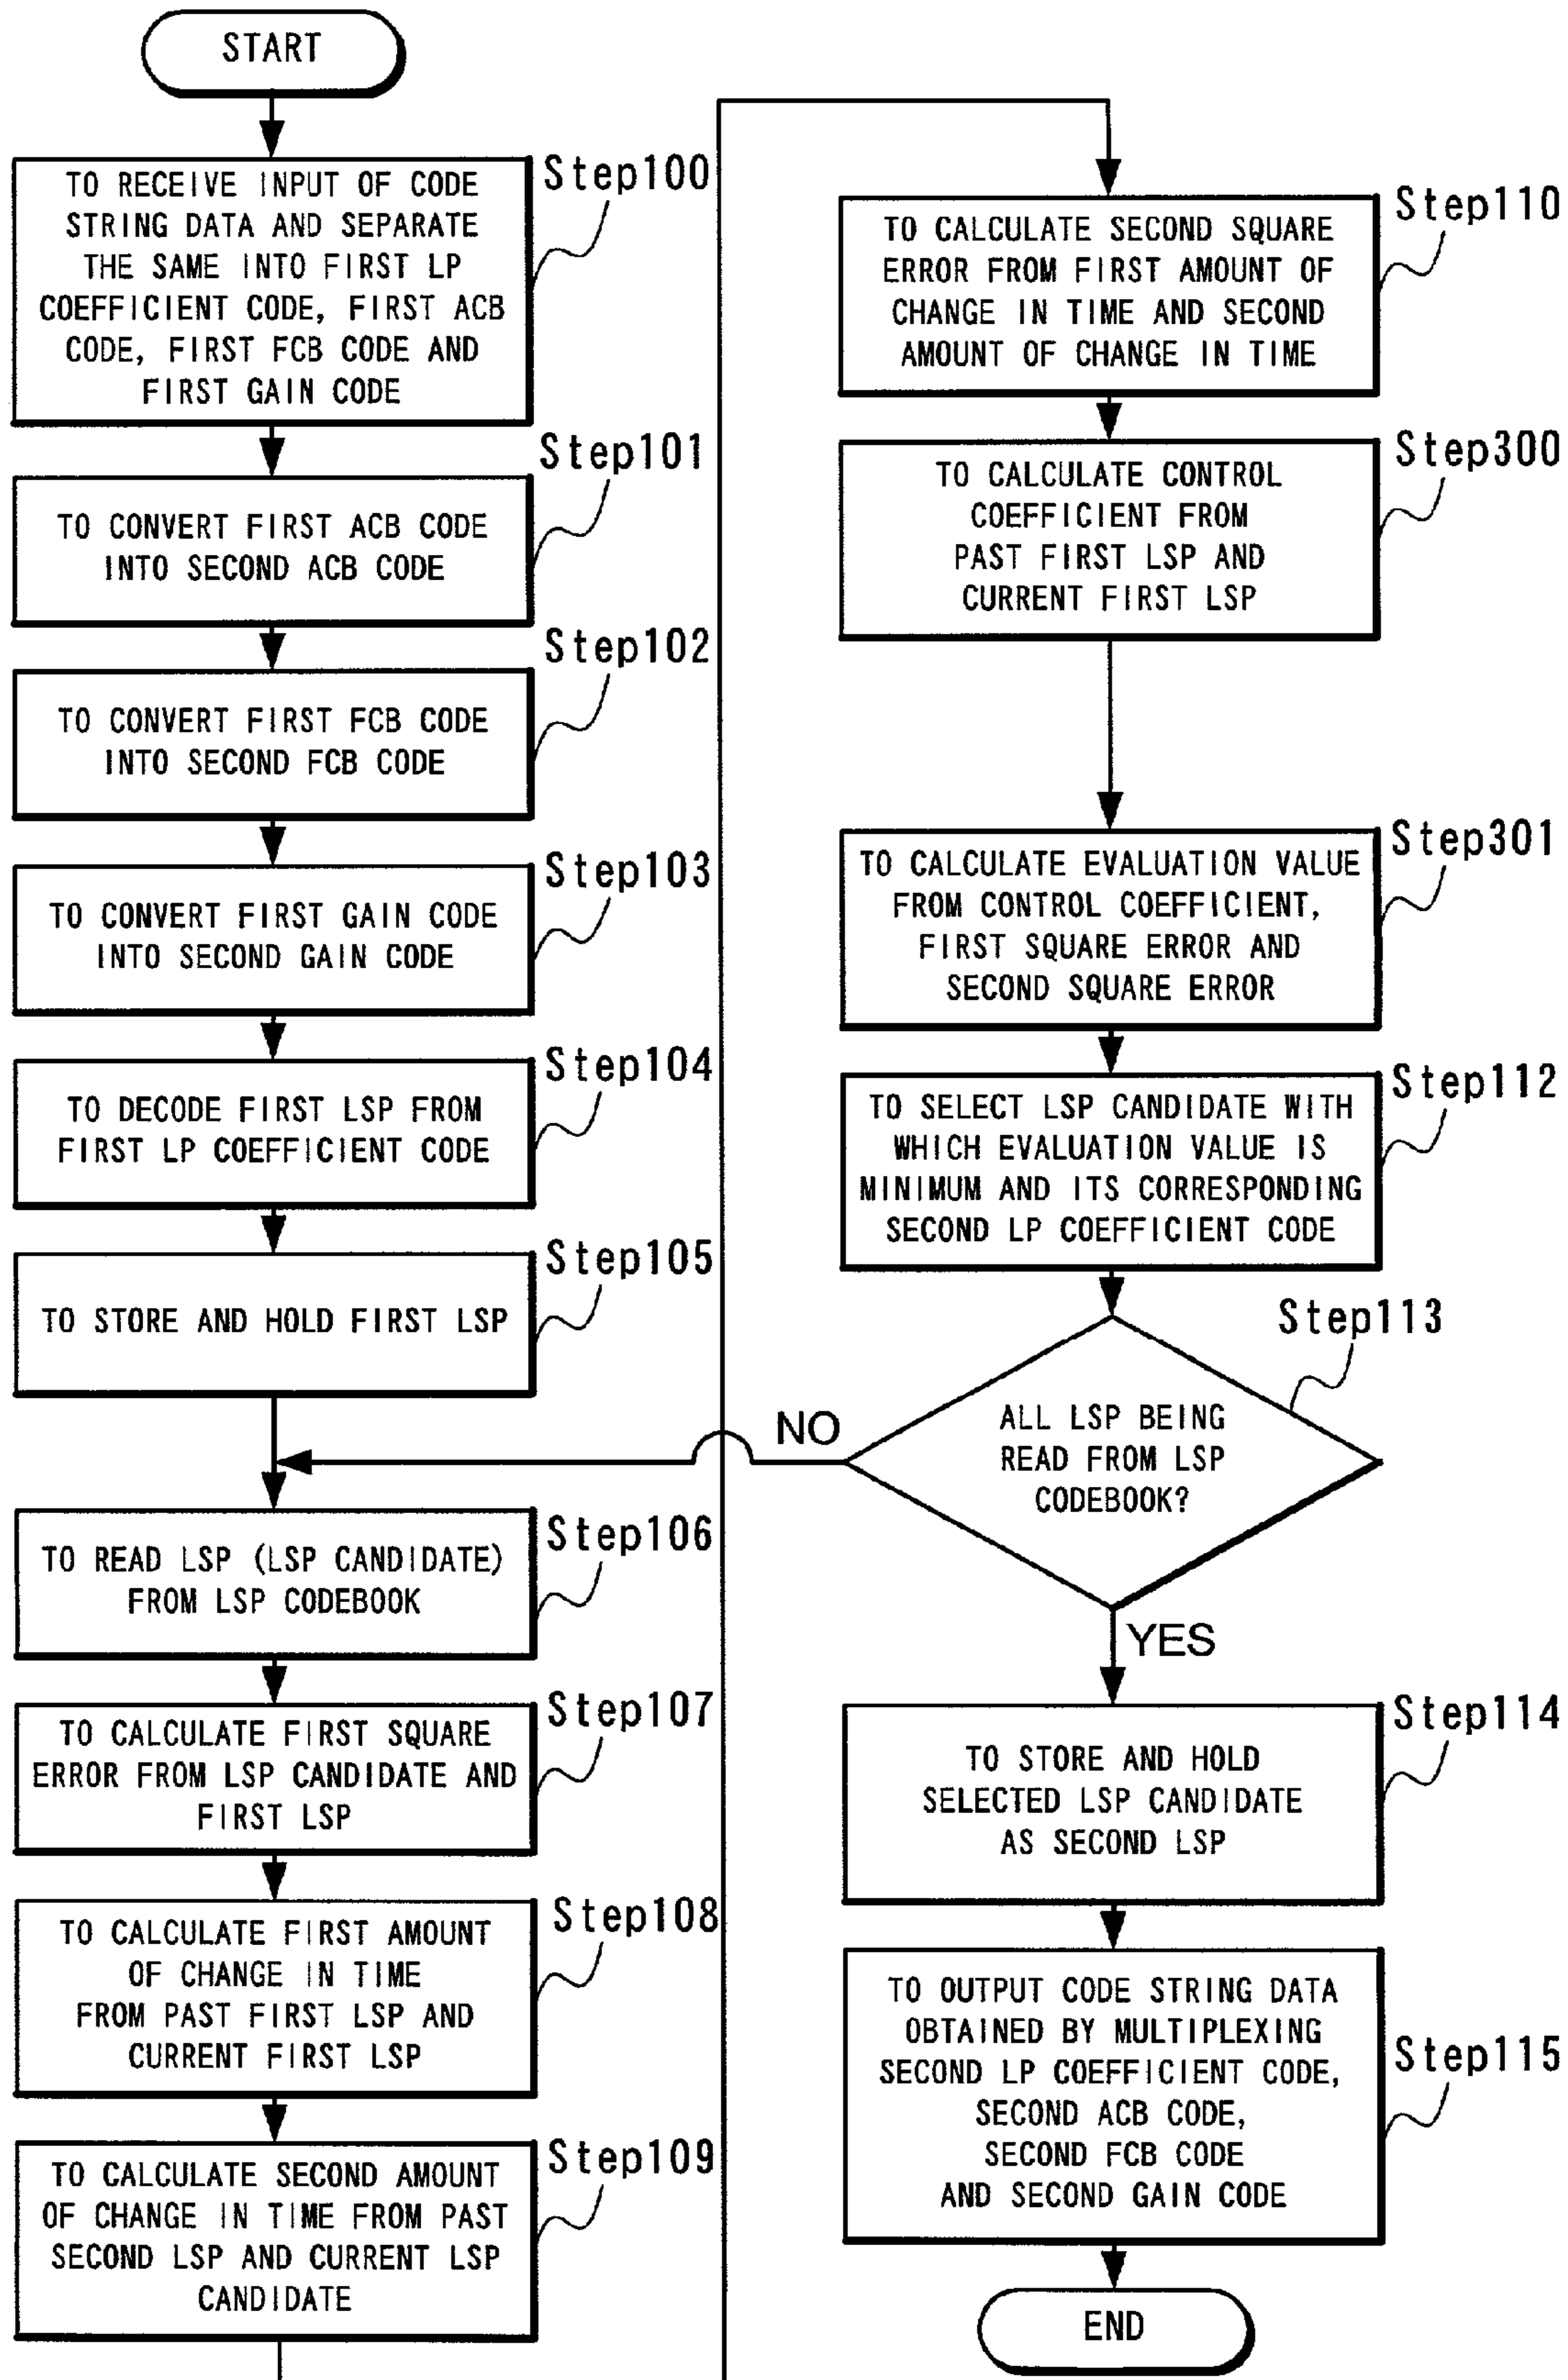 START
Step100
TO RECEIVE INPUT OF CODE
STRING DATA AND SEPARATE
THE SAME INTO FIRST LP
COEFFICIENT CODE, FIRST ACB
CODE, FIRST FCB CODE AND
FIRST GAIN CODE
Step101
TO CONVERT FIRST ACB CODE
INTO SECOND ACB CODE
Step102
TO CONVERT FIRST FCB CODE
INTO SECOND FCB CODE
Step103
TO CONVERT FIRST GAIN CODE
INTO SECOND GAIN CODE
Step104
TO DECODE FIRST LSP FROM
FIRST LP COEFFICIENT CODE
Step105
TO STORE AND HOLD FIRST LSP
Step106
TO READ LSP (LSP CANDIDATE)
FROM LSP CODEBOOK
Step107
TO CALCULATE FIRST SQUARE
ERROR FROM LSP CANDIDATE AND
FIRST LSP
Step108
TO CALCULATE FIRST AMOUNT
OF CHANGE IN TIME
FROM PAST FIRST LSP AND
CURRENT FIRST LSP
Step109
TO CALCULATE SECOND AMOUNT
OF CHANGE IN TIME FROM PAST
SECOND LSP AND CURRENT LSP
CANDIDATE
Step110
TO CALCULATE SECOND SQUARE
ERROR FROM FIRST AMOUNT OF
CHANGE IN TIME AND SECOND
AMOUNT OF CHANGE IN TIME
Step300
TO CALCULATE CONTROL
COEFFICIENT FROM
PAST FIRST LSP AND
CURRENT FIRST LSP
Step301
TO CALCULATE EVALUATION VALUE
FROM CONTROL COEFFICIENT,
FIRST SQUARE ERROR AND
SECOND SQUARE ERROR
Step112
TO SELECT LSP CANDIDATE WITH
WHICH EVALUATION VALUE IS
MINIMUM AND ITS CORRESPONDING
SECOND LP COEFFICIENT CODE
Step113
ALL LSP BEING
READ FROM LSP
CODEBOOK?
NO
YES
Step114
TO STORE AND HOLD
SELECTED LSP CANDIDATE
AS SECOND LSP
Step115
TO OUTPUT CODE STRING DATA
OBTAINED BY MULTIPLEXING
SECOND LP COEFFICIENT CODE,
SECOND ACB CODE,
SECOND FCB CODE
AND SECOND GAIN CODE
END